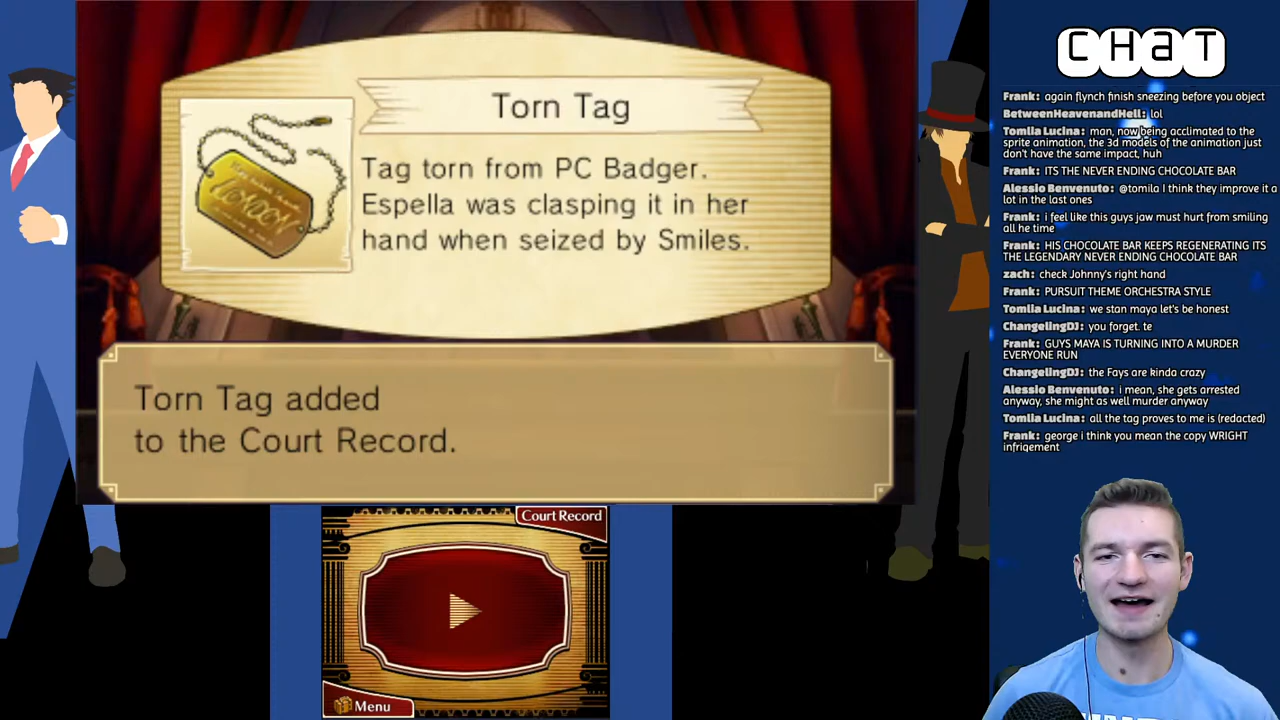 Torn Tag
Tag torn from PC Badger.
Espella was clasping it in her
hand when seized by Smiles.
Torn Tag added
to the Court Record.
Court Record
Menu
CHaT
Frank: again flynch finish sneezing before you object
BetweenHeavenandHell: lol
Tomlia Lucina: man, now being acclimated to the
sprite animation, the 3d models of the animation just
don't have the same impact, huh
Frank: ITS THE NEVER ENDING CHOCOLATE BAR
Alessio Benvenuto: @tomila I think they improve it a
lot in the last ones
Frank: i feel like this guys jaw must hurt from smiling
all he time
Frank: HIS CHOCOLATE BAR KEEPS REGENERATING ITS
THE LEGENDARY NEVER ENDING CHOCOLATE BAR
zach: check Johnny's right hand
Frank: PURSUIT THEME ORCHESTRA STYLE
Tomlia Lucina: we stan maya let's be honest
ChangelingDJ: you forget. te
Frank: GUYS MAYA IS TURNING INTO A MURDER
EVERYONE RUN
ChangelingDJ: the Fays are kinda crazy
Alessio Benvenuto: i mean, she gets arrested
anyway, she might as well murder anyway
Tomlia Lucina: all the tag proves to me is (redacted)
Frank: george i think you mean the copy WRIGHT
infrigement